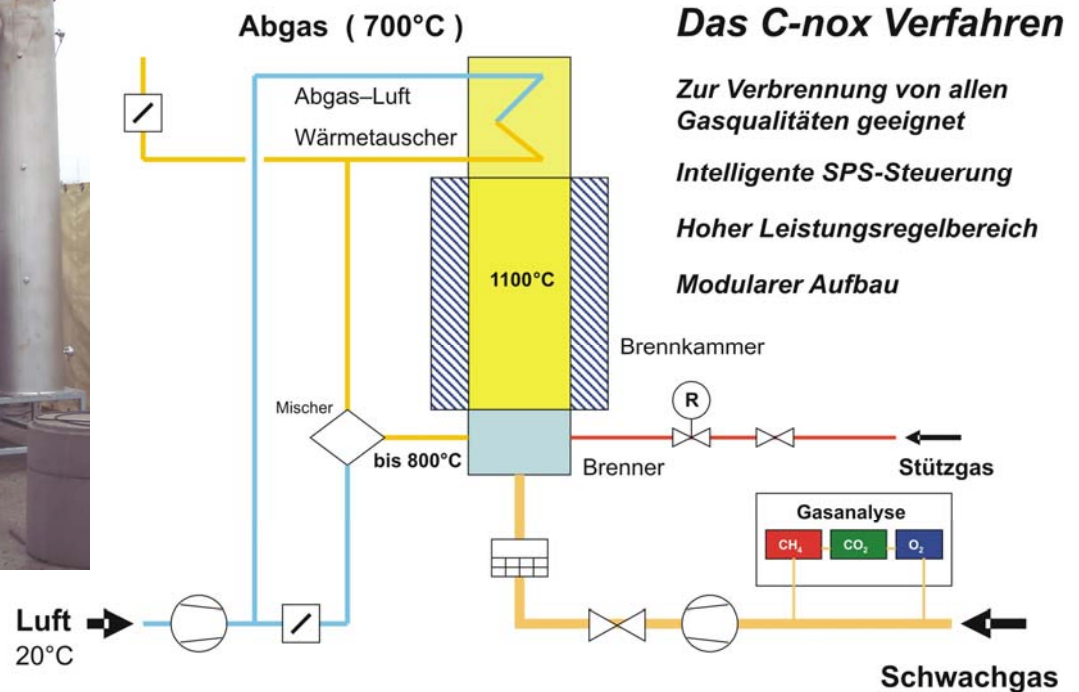 Abgas ( 700°C )
Das C-nox Verfahren
Zur Verbrennung von allen
Gasqualitäten geeignet
Intelligente SPS-Steuerung
Hoher Leistungsregelbereich
Modularer Aufbau
Abgas–Luft
Wärmetauscher
1100°C
Brennkammer
R
Mischer
bis 800°C
Brenner
Stützgas
Gasanalyse
CH₄
CO₂
O₂
Luft
20°C
Schwachgas